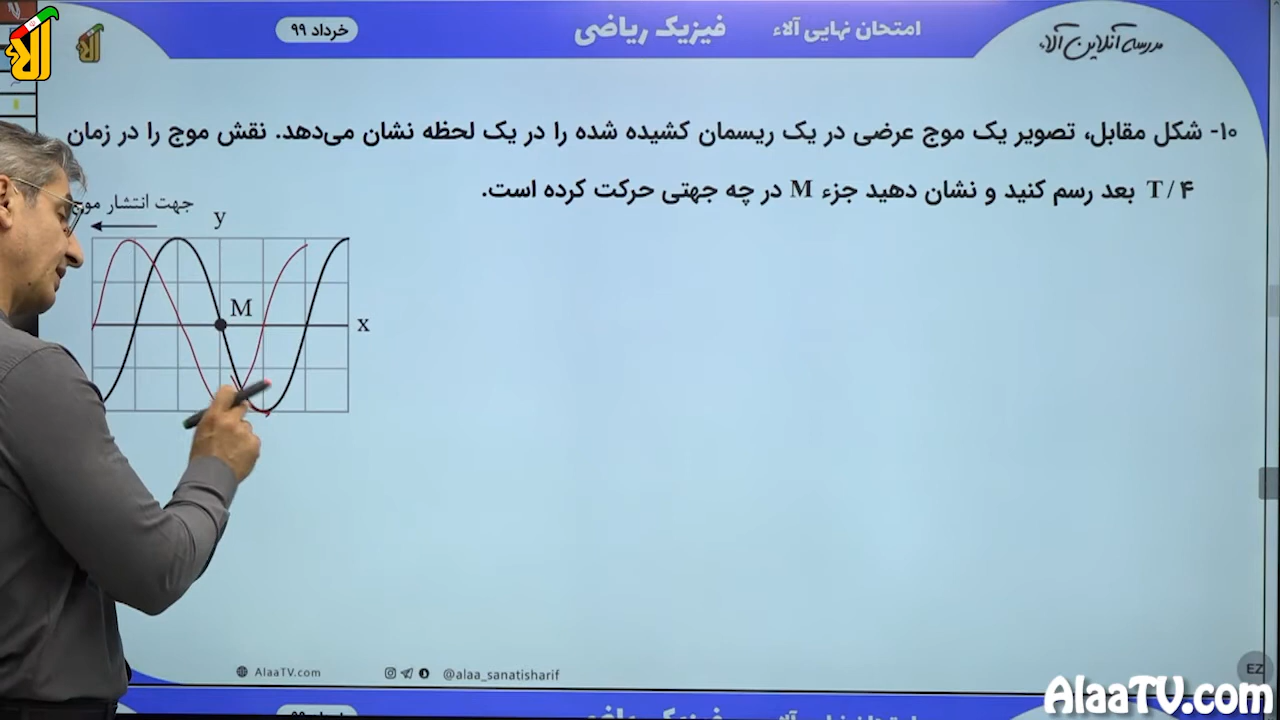 مدرسه آنلاین آلاء
امتحان نهایی آلاء
فیزیک ریاضی
خرداد ۹۹
۱۰- شکل مقابل، تصویر یک موج عرضی در یک ریسمان کشیده شده را در یک لحظه نشان می‌دهد. نقش موج را در زمان
T / ۴ بعد رسم کنید و نشان دهید جزء M در چه جهتی حرکت کرده است.
جهت انتشار موج
y
M
x
AlaaTV.com
@alaa_sanatisharif
EZ
AlaaTV.com